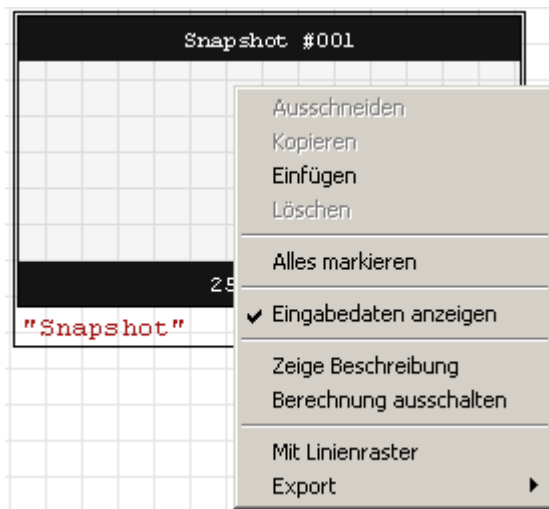 Snapshot #001
Ausschneiden
Kopieren
Einfügen
Löschen
Alles markieren
25
"Snapshot"
Eingabedaten anzeigen
Zeige Beschreibung
Berechnung ausschalten
Mit Linienraster
Export